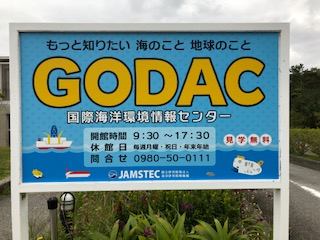 もっと知りたい 海のこと 地球のこと
GODAC
国際海洋環境情報センター
開館時間 9:30~17:30
休館日 毎週月曜・祝日・年末年始
問合せ 0980-50-0111
見学無料
JAMSTEC